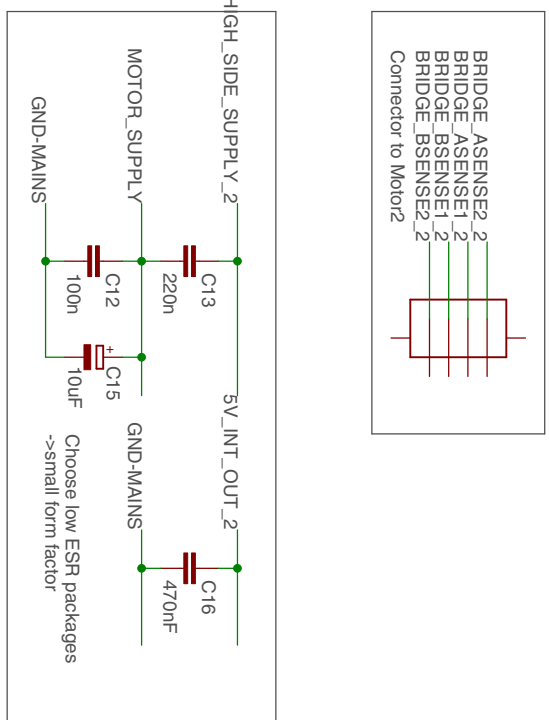 HIGH_SIDE_SUPPLY_2
MOTOR_SUPPLY
GND-MAINS
C13
220n
C12
100n
+
C15
10uF
5V_INT_OUT_2
GND-MAINS
C16
470nF
Choose low ESR packages
->small form factor
BRIDGE_ASENSE2_2
BRIDGE_ASENSE1_2
BRIDGE_BSENSE1_2
BRIDGE_BSENSE2_2
Connector to Motor2